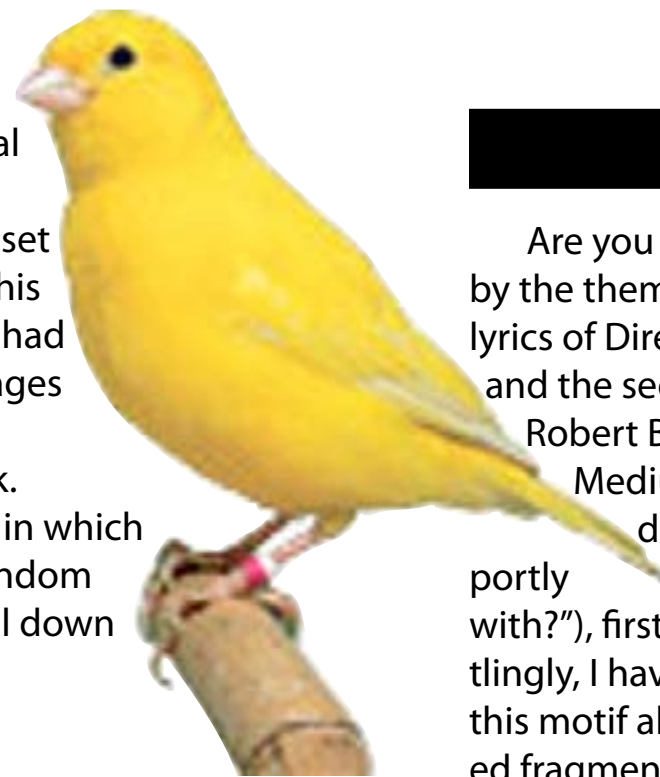 al
set
his
had
ages
k.
in which
ndom
l down
Are you
by the them
lyrics of Dire
and the sec
Robert B
Medi
d
portly
with?”), first
tlingly, I hav
this motif al
ed fragmen